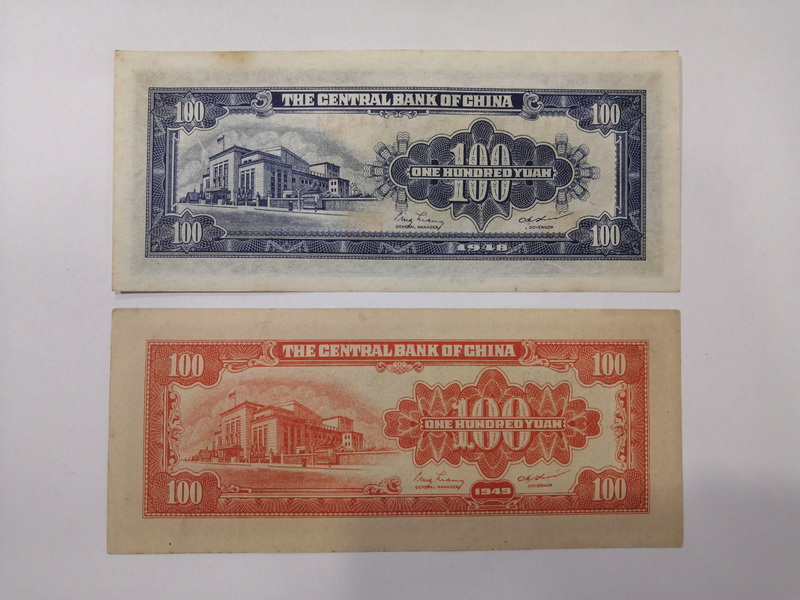 THE CENTRAL BANK OF CHINA
100 100
100
ONE HUNDRED YUAN
GENERAL MANAGER GOVERNOR
100 1948 100
THE CENTRAL BANK OF CHINA
100 100
100
ONE HUNDRED YUAN
GENERAL MANAGER GOVERNOR
100 1949 100